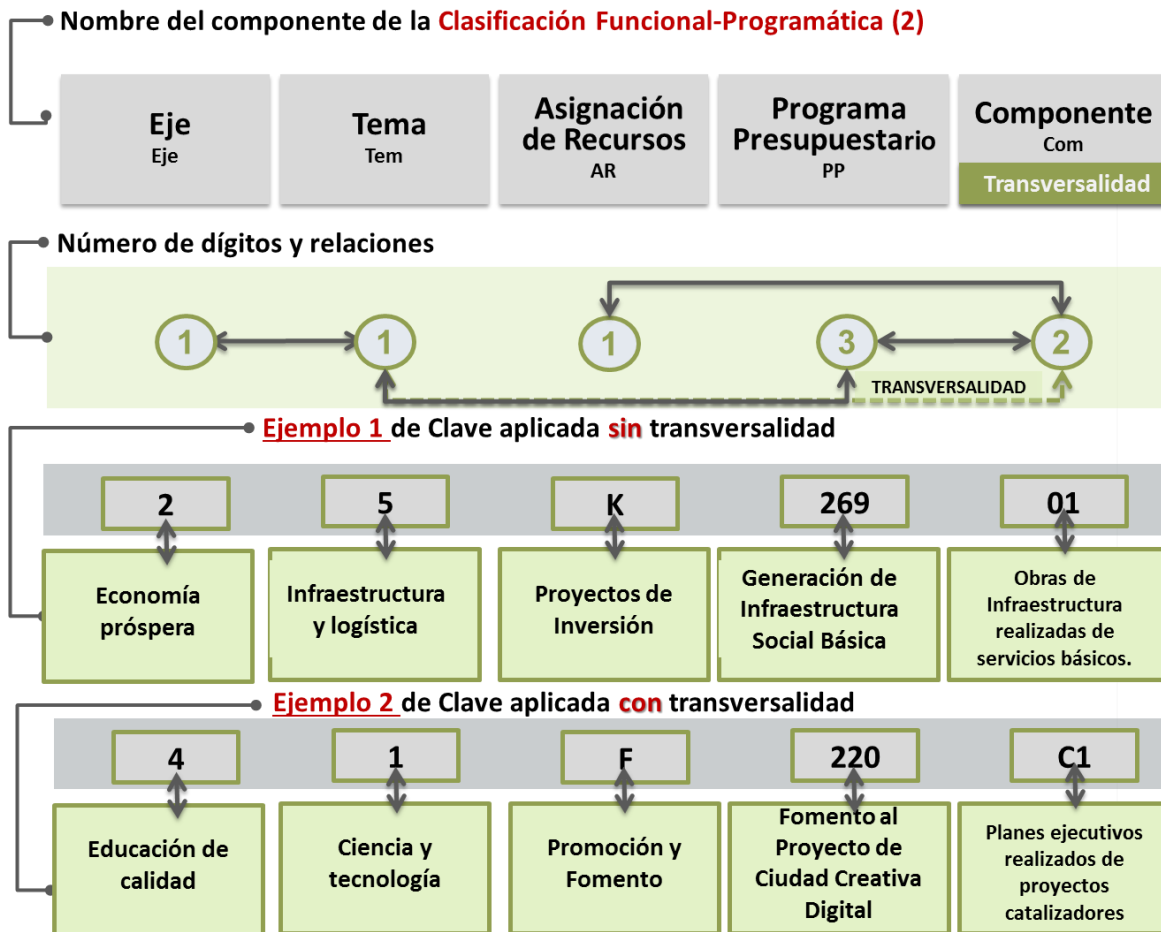 Nombre del componente de la Clasificación Funcional-Programática (2)
Eje
Eje
Tema
Tem
Asignación
de Recursos
AR
Programa
Presupuestario
PP
Componente
Com
Transversalidad
Número de dígitos y relaciones
1
1
1
3
2
TRANSVERSALIDAD
Ejemplo 1 de Clave aplicada sin transversalidad
2
5
K
269
01
Economía
próspera
Infraestructura
y logística
Proyectos de
Inversión
Generación de
Infraestructura
Social Básica
Obras de
Infraestructura
realizadas de
servicios básicos.
Ejemplo 2 de Clave aplicada con transversalidad
4
1
F
220
C1
Educación de
calidad
Ciencia y
tecnología
Promoción y
Fomento
Fomento al
Proyecto de
Ciudad Creativa
Digital
Planes ejecutivos
realizados de
proyectos
catalizadores